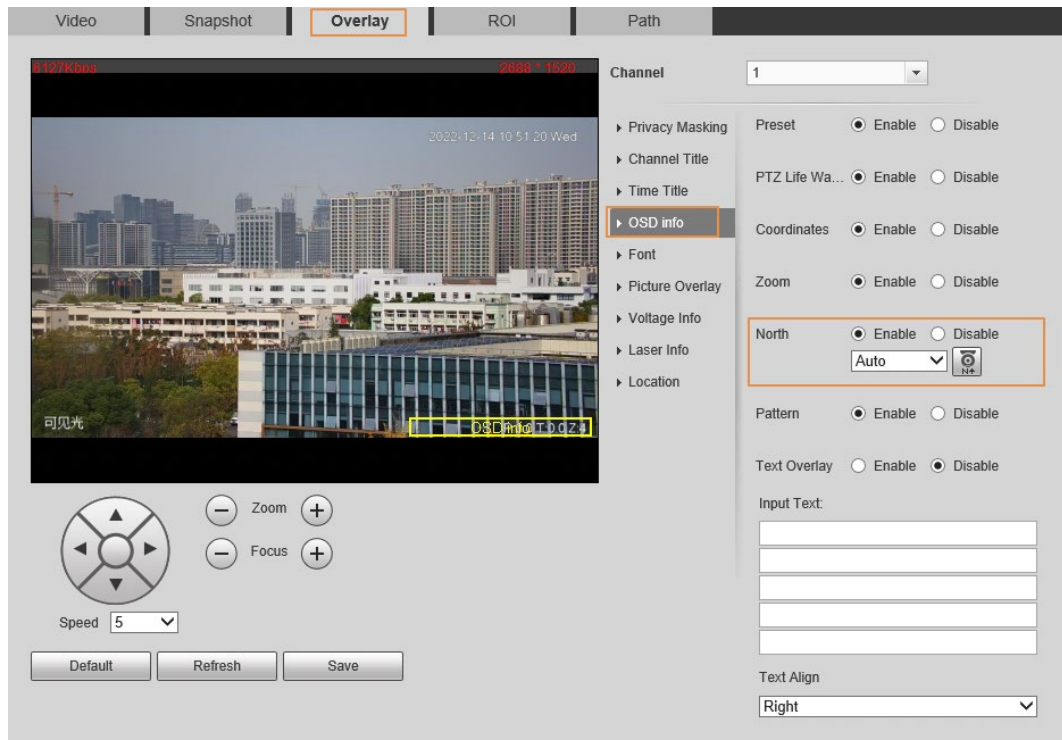 Video Snapshot Overlay ROI Path
6127Kbps 2688 * 1520
2022-12-14 10:51:20 Wed
可见光
OSD info
Zoom
Focus
Speed 5
Default Refresh Save
Channel 1
Privacy Masking
Channel Title
Time Title
OSD info
Font
Picture Overlay
Voltage Info
Laser Info
Location
Preset Enable Disable
PTZ Life Wa... Enable Disable
Coordinates Enable Disable
Zoom Enable Disable
North Enable Disable
Auto N
Pattern Enable Disable
Text Overlay Enable Disable
Input Text:
Text Align
Right